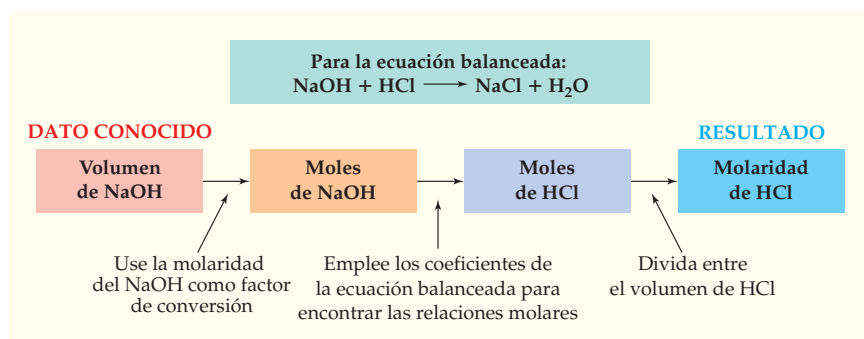 Para la ecuación balanceada:
NaOH + HCl ⟶ NaCl + H₂O
DATO CONOCIDO
RESULTADO
Volumen
de NaOH
Moles
de NaOH
Moles
de HCl
Molaridad
de HCl
Use la molaridad
del NaOH como factor
de conversión
Emplee los coeficientes de
la ecuación balanceada para
encontrar las relaciones molares
Divida entre
el volumen de HCl